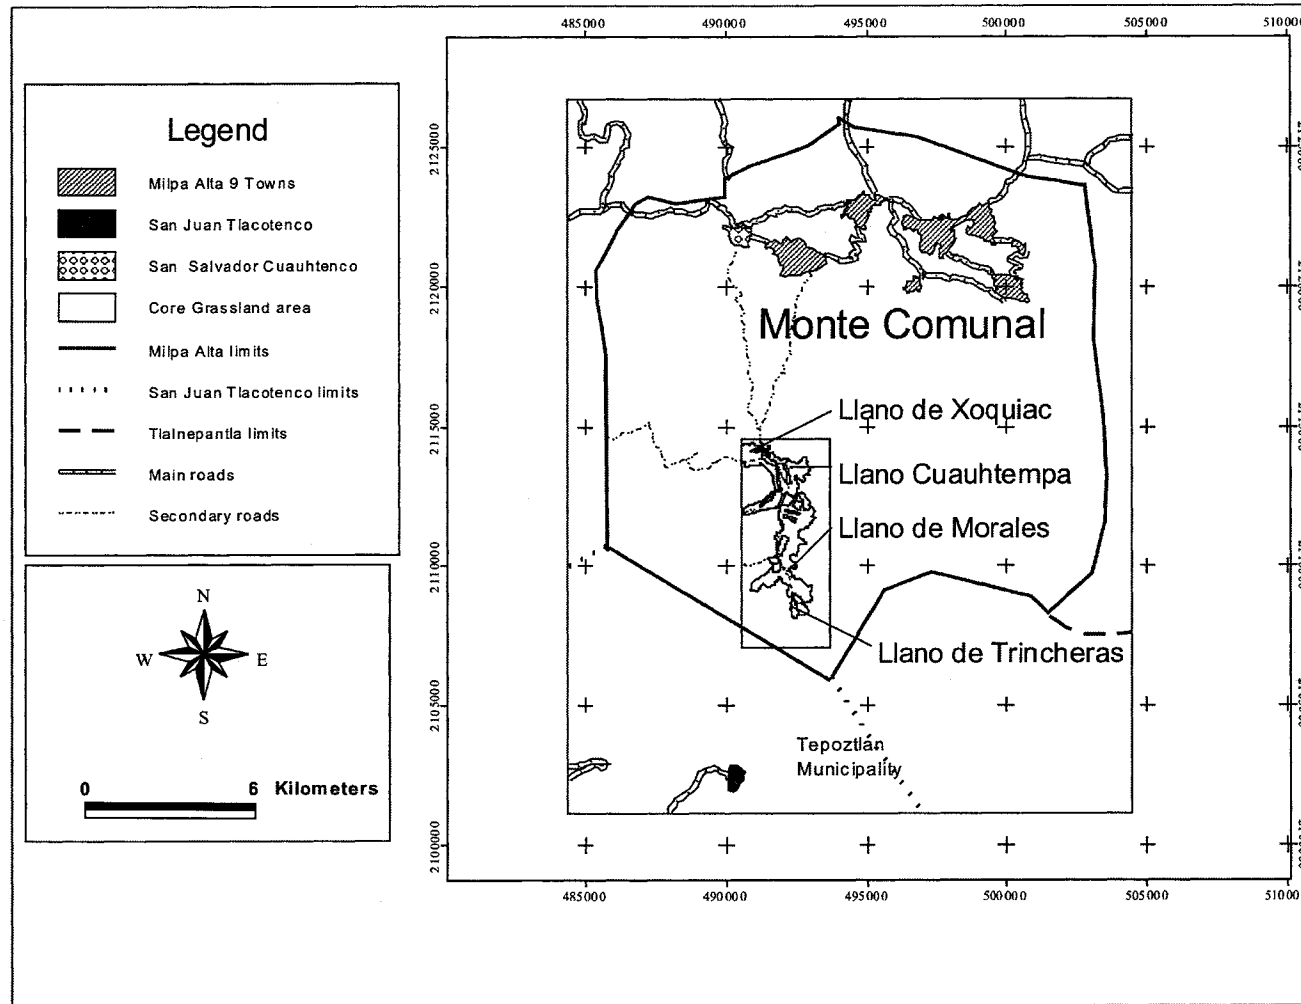 485000 490000 495000 500000 505000 510000
Legend
Milpa Alta 9 Towns
San Juan Tlacotenco
San Salvador Cuauhtenco
Core Grassland area
Milpa Alta limits
San Juan Tlacotenco limits
Tlalnepantla limits
Main roads
Secondary roads
N
W E
S
0 6 Kilometers
2125000
2120000
2115000
2110000
2105000
2100000
Monte Comunal
Llano de Xoquiac
Llano Cuauhtempa
Llano de Morales
Llano de Trincheras
Tepoztlán
Municipality
485000 490000 495000 500000 505000 51000